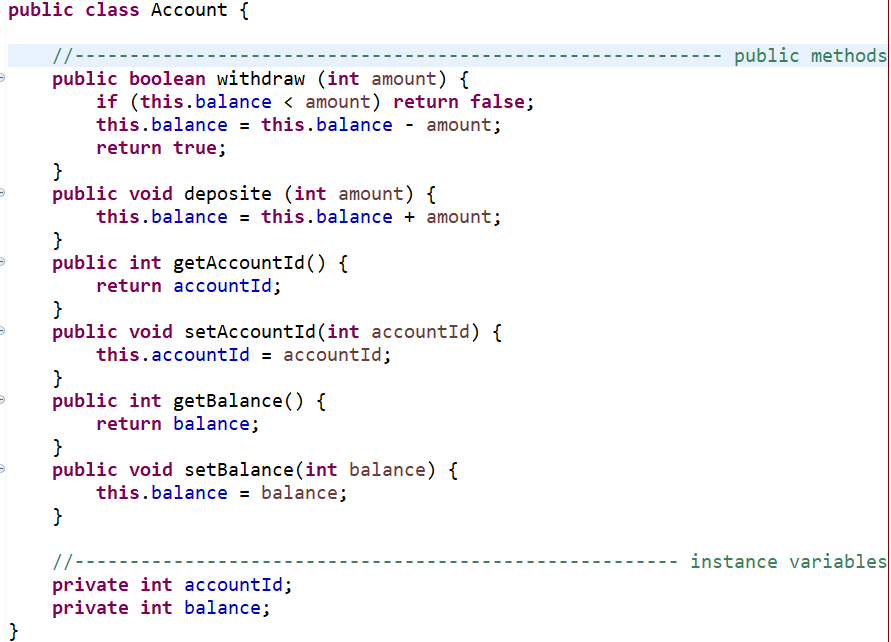 public class Account {
//----------------------------------------------------------- public methods
public boolean withdraw (int amount) {
if (this.balance < amount) return false;
this.balance = this.balance - amount;
return true;
}
public void deposite (int amount) {
this.balance = this.balance + amount;
}
public int getAccountId() {
return accountId;
}
public void setAccountId(int accountId) {
this.accountId = accountId;
}
public int getBalance() {
return balance;
}
public void setBalance(int balance) {
this.balance = balance;
}
//------------------------------------------------------- instance variables
private int accountId;
private int balance;
}